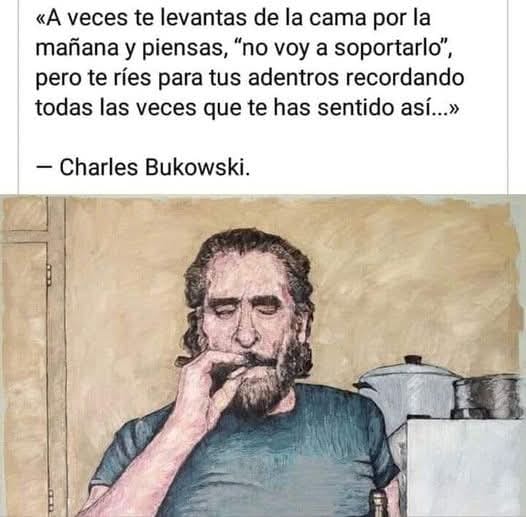 «A veces te levantas de la cama por la
mañana y piensas, “no voy a soportarlo”,
pero te ríes para tus adentros recordando
todas las veces que te has sentido así...»
— Charles Bukowski.